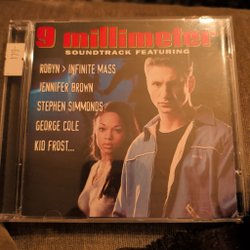 9 millimeter
SOUNDTRACK FEATURING
ROBYN > INFINITE MASS
JENNIFER BROWN
STEPHEN SIMMONDS
GEORGE COLE
KID FROST...